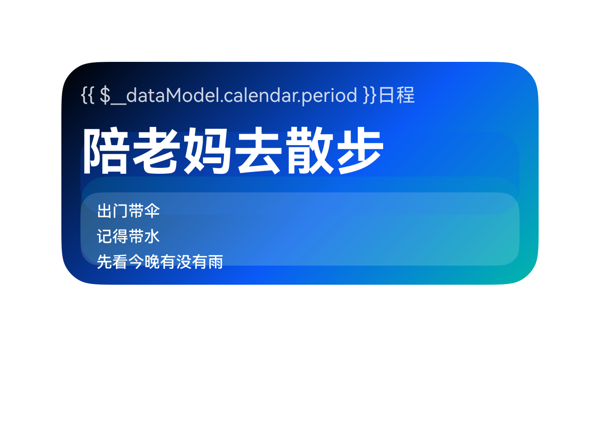 {{ $__dataModel.calendar.period }}日程
陪老妈去散步
出门带伞
记得带水
先看今晚有没有雨